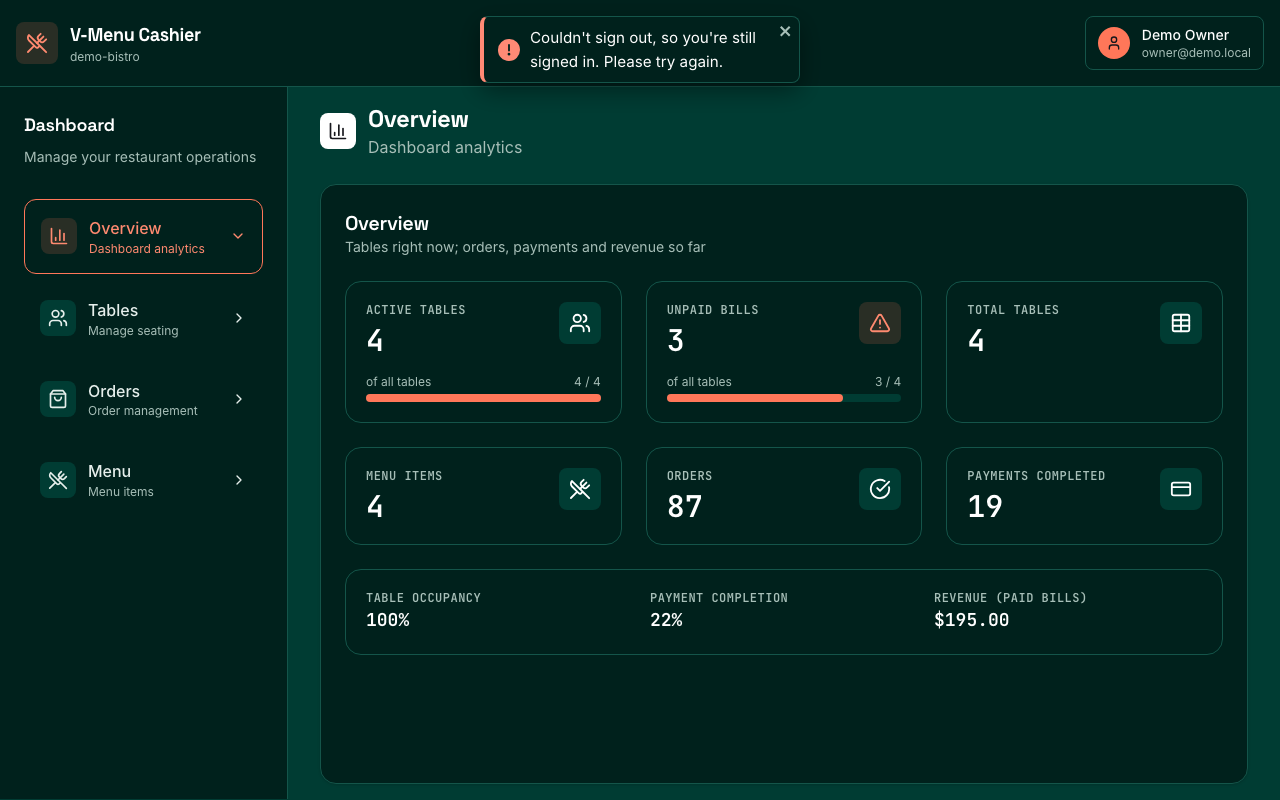 V-Menu Cashier
demo-bistro
Couldn't sign out, so you're still
signed in. Please try again.
Demo Owner
owner@demo.local
Dashboard
Manage your restaurant operations
Overview
Dashboard analytics
Tables
Manage seating
Orders
Order management
Menu
Menu items
Overview
Dashboard analytics
Overview
Tables right now; orders, payments and revenue so far
ACTIVE TABLES
4
of all tables 4 / 4
UNPAID BILLS
3
of all tables 3 / 4
TOTAL TABLES
4
MENU ITEMS
4
ORDERS
87
PAYMENTS COMPLETED
19
TABLE OCCUPANCY
100%
PAYMENT COMPLETION
22%
REVENUE (PAID BILLS)
$195.00